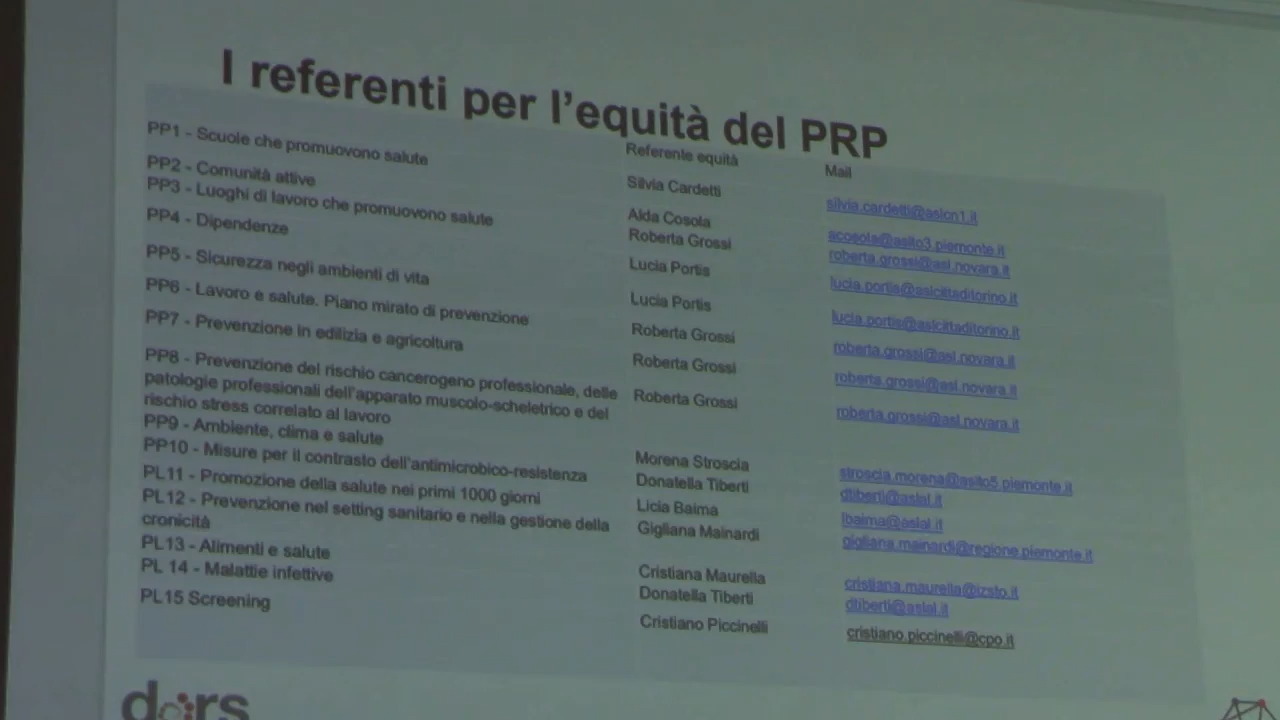 I referenti per l'equità del PRP
Referente equità
Mail
PP1 - Scuole che promuovono salute
Silvia Cardetti
silvia.cardetti@aslcn1.it
PP2 - Comunità attive
Alda Cosola
acosola@aslto3.piemonte.it
PP3 - Luoghi di lavoro che promuovono salute
Roberta Grossi
roberta.grossi@asl.novara.it
PP4 - Dipendenze
Lucia Portis
lucia.portis@aslcittaditorino.it
PP5 - Sicurezza negli ambienti di vita
Lucia Portis
lucia.portis@aslcittaditorino.it
PP6 - Lavoro e salute. Piano mirato di prevenzione
Roberta Grossi
roberta.grossi@asl.novara.it
PP7 - Prevenzione in edilizia e agricoltura
Roberta Grossi
roberta.grossi@asl.novara.it
PP8 - Prevenzione del rischio cancerogeno professionale, delle
patologie professionali dell'apparato muscolo-scheletrico e del
rischio stress correlato al lavoro
Roberta Grossi
roberta.grossi@asl.novara.it
PP9 - Ambiente, clima e salute
Morena Stroscia
stroscia.morena@aslto5.piemonte.it
PP10 - Misure per il contrasto dell'antimicrobico-resistenza
Donatella Tiberti
dtiberti@aslal.it
PL11 - Promozione della salute nei primi 1000 giorni
Licia Baima
lbaima@aslal.it
PL12 - Prevenzione nel setting sanitario e nella gestione della
cronicità
Gigliana Mainardi
gigliana.mainardi@regione.piemonte.it
PL13 - Alimenti e salute
Cristiana Maurella
cristiana.maurella@izsto.it
PL 14 - Malattie infettive
Donatella Tiberti
dtiberti@aslal.it
PL15 Screening
Cristiano Piccinelli
cristiano.piccinelli@cpo.it
dors